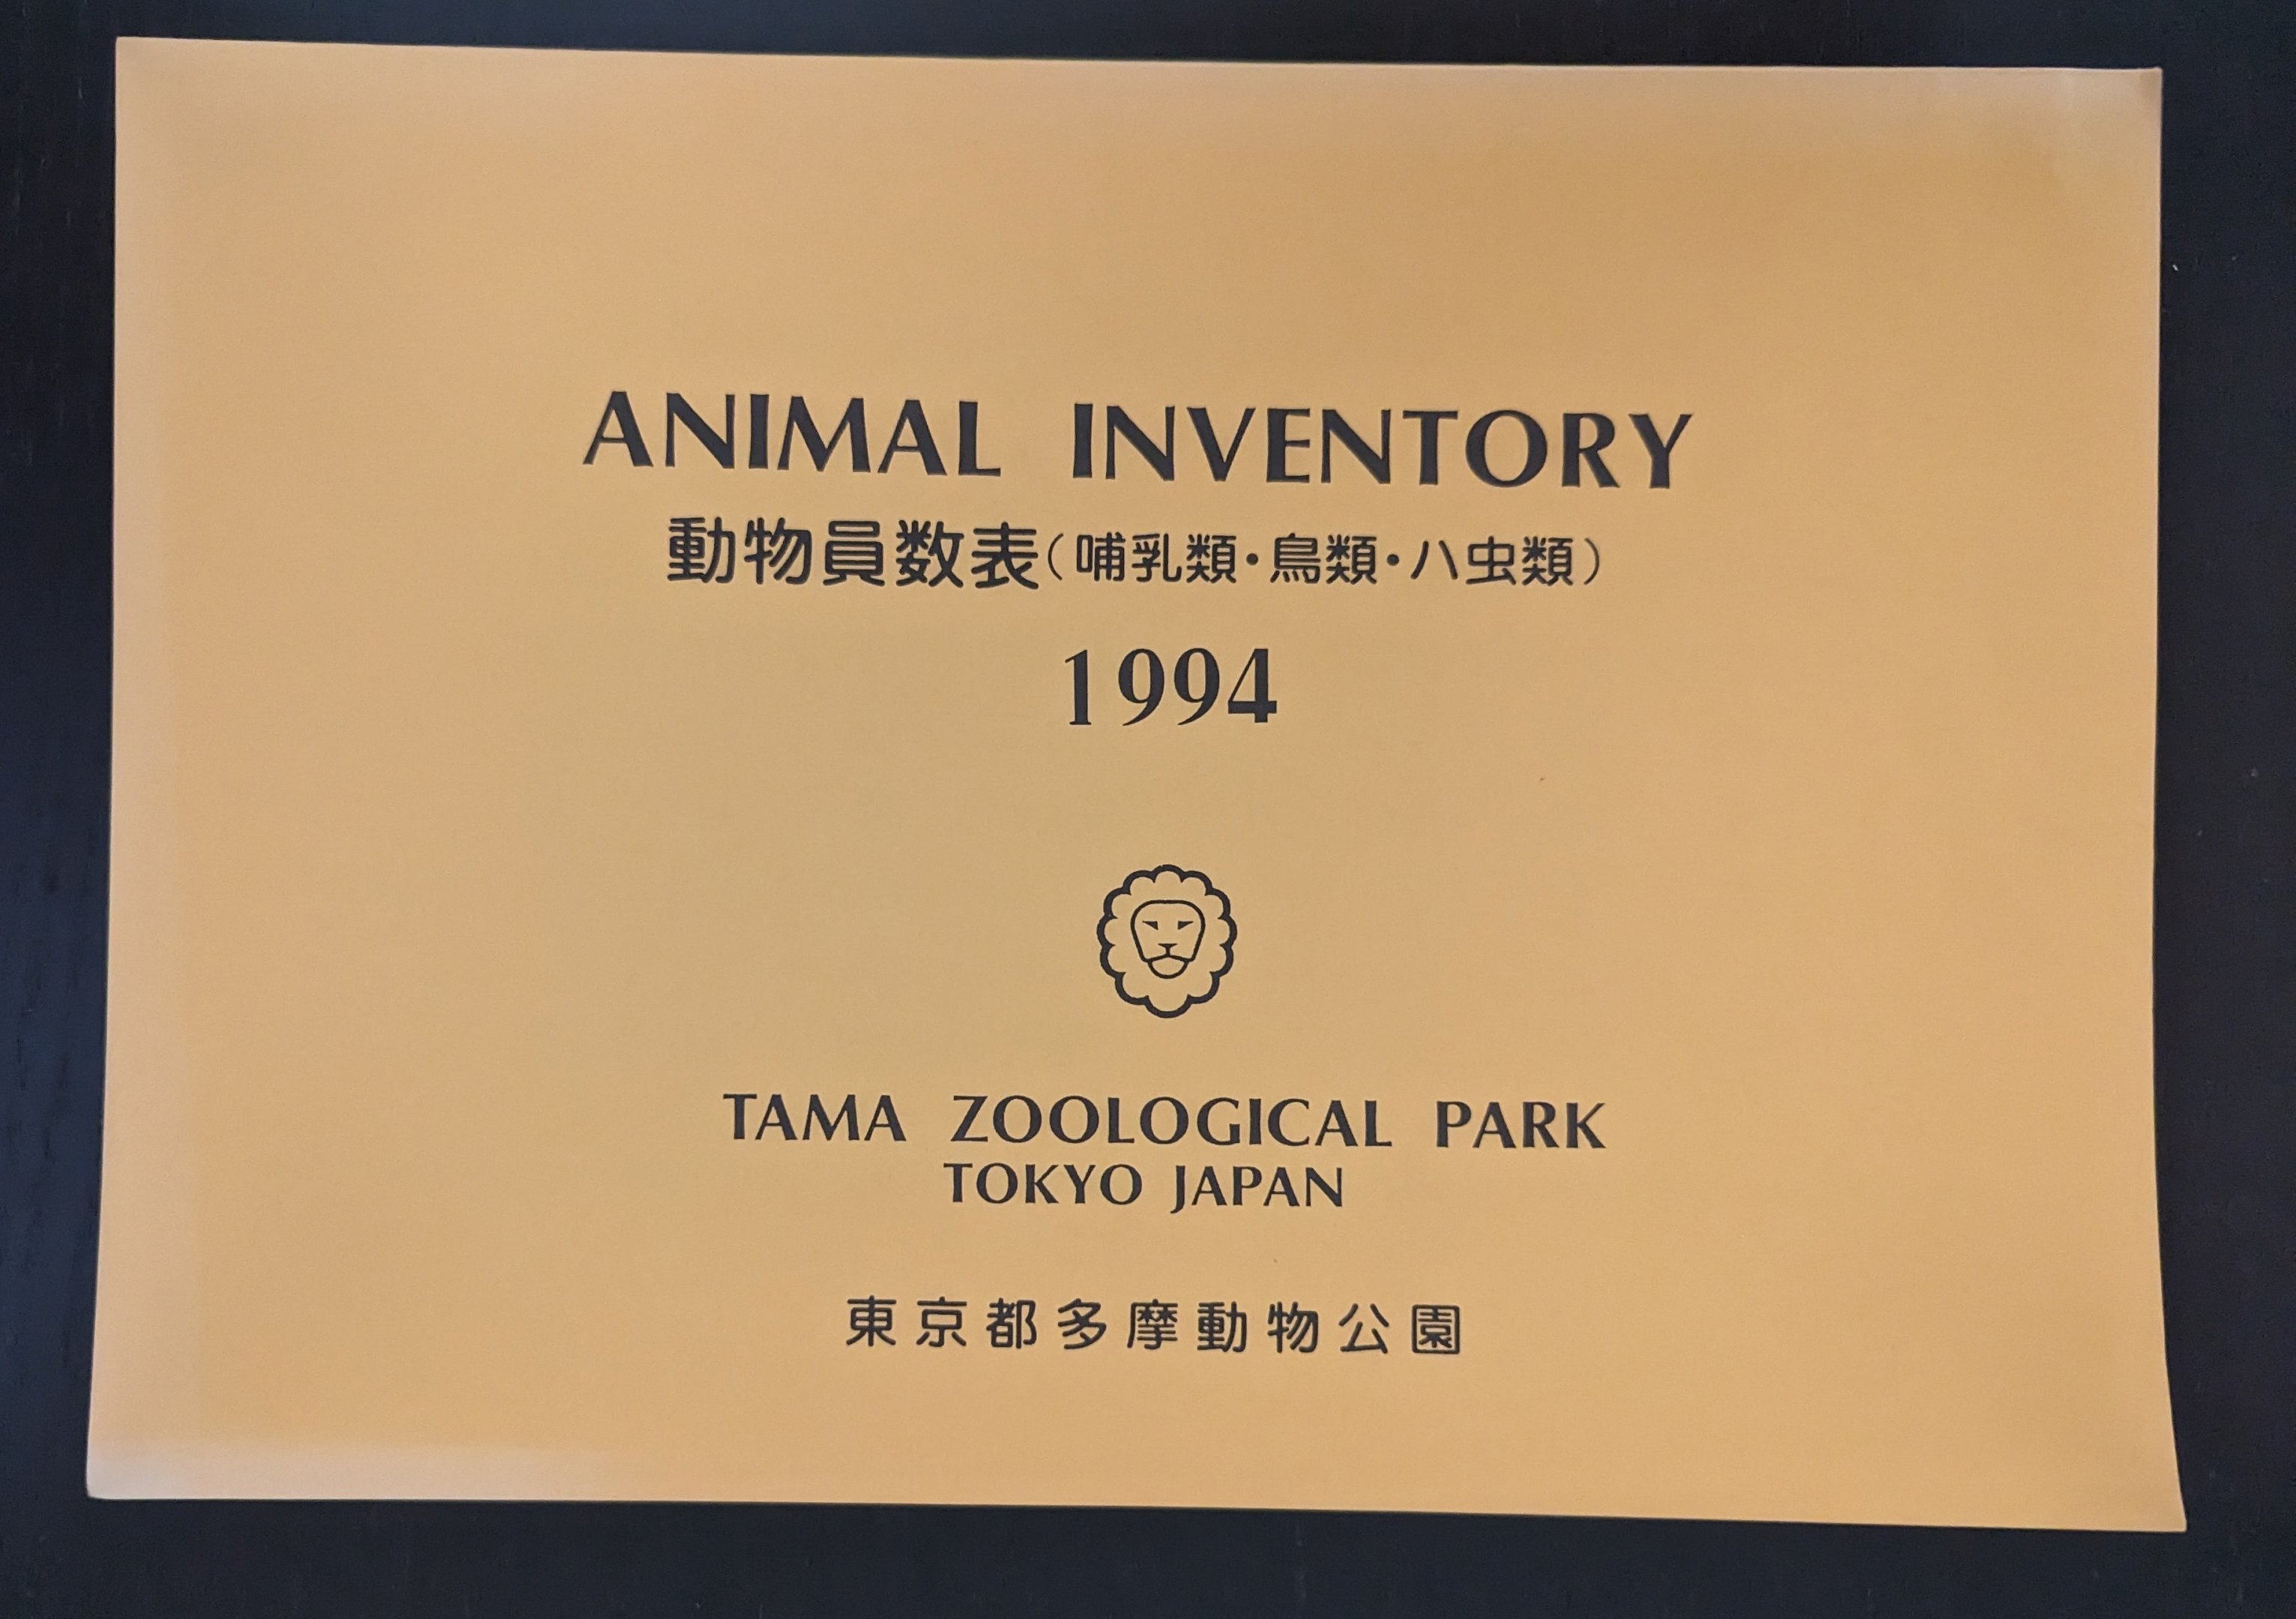 ANIMAL INVENTORY
動物員数表(哺乳類・鳥類・ハ虫類)
1994
TAMA ZOOLOGICAL PARK
TOKYO JAPAN
東京都多摩動物公園